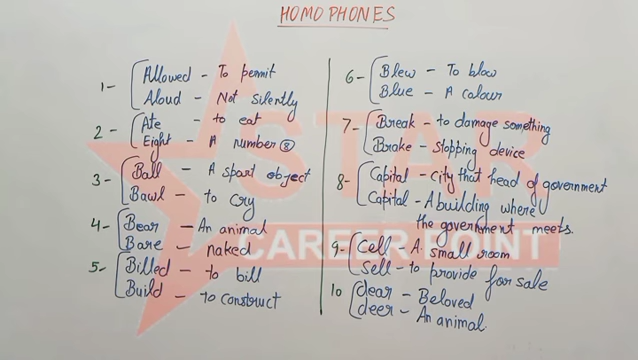 HOMOPHONES
1- Allowed - To permit
Aloud - Not silently
2- Ate - to eat
Eight - A number 8
3- Ball - A sport object
Bawl - to cry
4- Bear - An animal
Bare - naked
5- Billed - to bill
Build - to construct
6- Blew - To blow
Blue - A colour
7- Break - to damage something
Brake - stopping device
8- Capital - city that head of government
Capital - A building where
the government meets.
9- Cell - A small room
Sell - to provide for sale
10 dear - Beloved
deer - An animal.
STAR
CAREER POINT